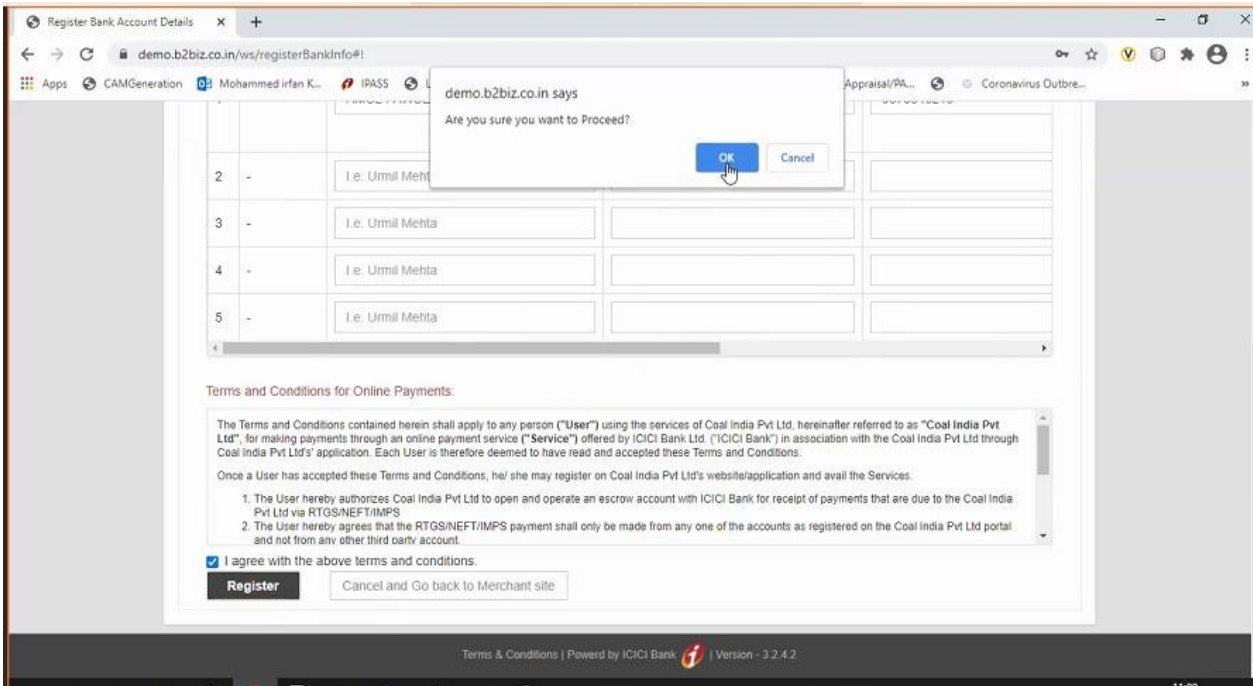 Register Bank Account Details
demo.b2biz.co.in/ws/registerBankInfo#!
Apps CAMGeneration Mohammed irfan K... IPASS Appraisal/PA... Coronavirus Outbre...
demo.b2biz.co.in says
Are you sure you want to Proceed?
OK Cancel
2 - I.e. Urmil Meht
3 - I.e. Urmil Mehta
4 - I.e. Urmil Mehta
5 - I.e. Urmil Mehta
Terms and Conditions for Online Payments:
The Terms and Conditions contained herein shall apply to any person ("User") using the services of Coal India Pvt Ltd, hereinafter referred to as "Coal India Pvt
Ltd", for making payments through an online payment service ("Service") offered by ICICI Bank Ltd. ("ICICI Bank") in association with the Coal India Pvt Ltd through
Coal India Pvt Ltd's' application. Each User is therefore deemed to have read and accepted these Terms and Conditions.
Once a User has accepted these Terms and Conditions, he/ she may register on Coal India Pvt Ltd's website/application and avail the Services.
1. The User hereby authorizes Coal India Pvt Ltd to open and operate an escrow account with ICICI Bank for receipt of payments that are due to the Coal India
Pvt Ltd via RTGS/NEFT/IMPS
2. The User hereby agrees that the RTGS/NEFT/IMPS payment shall only be made from any one of the accounts as registered on the Coal India Pvt Ltd portal
and not from any other third party account.
I agree with the above terms and conditions.
Register Cancel and Go back to Merchant site
Terms & Conditions | Powerd by ICICI Bank | Version - 3.2.4.2